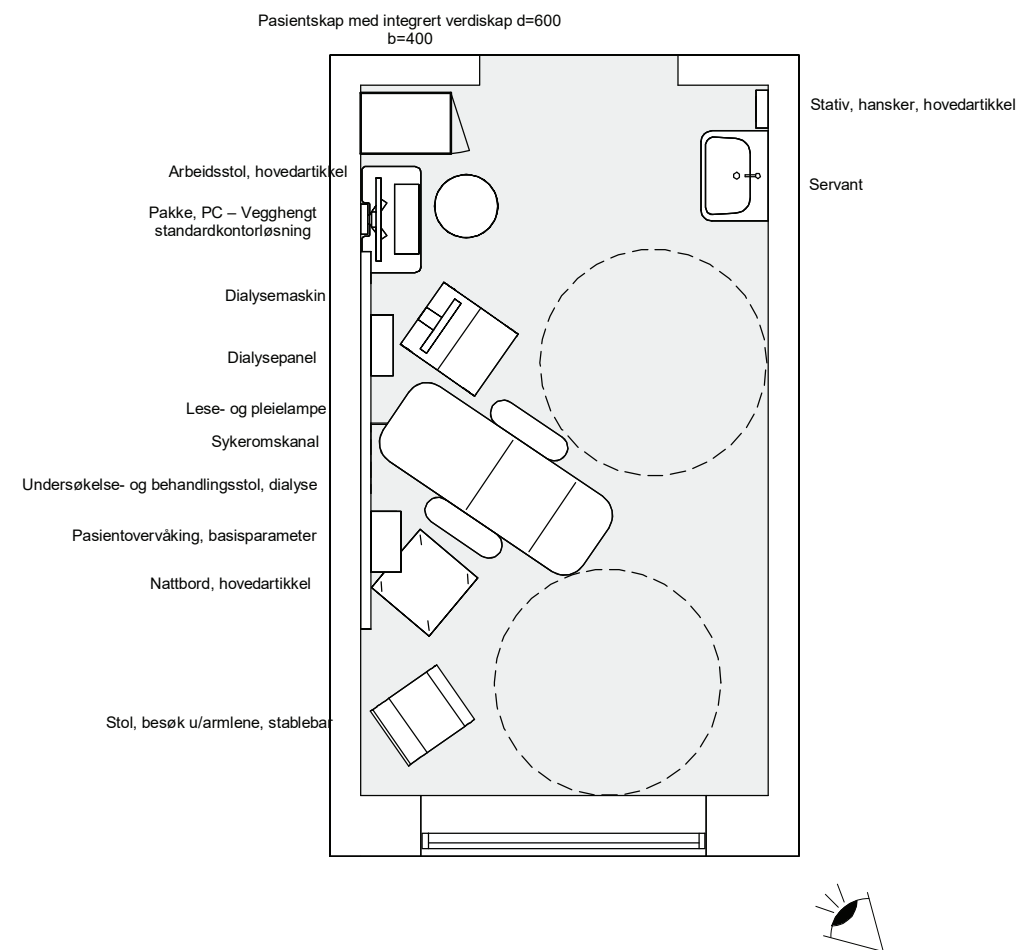 Pasientskap med integrert verdiskap d=600
b=400
Stativ, hansker, hovedartikkel
Arbeidsstol, hovedartikkel
Servant
Pakke, PC – Vegghengt
standardkontorløsning
Dialysemaskin
Dialysepanel
Lese- og pleielampe
Sykeromskanal
Undersøkelse- og behandlingsstol, dialyse
Pasientovervåking, basisparameter
Nattbord, hovedartikkel
Stol, besøk u/armlene, stablebar